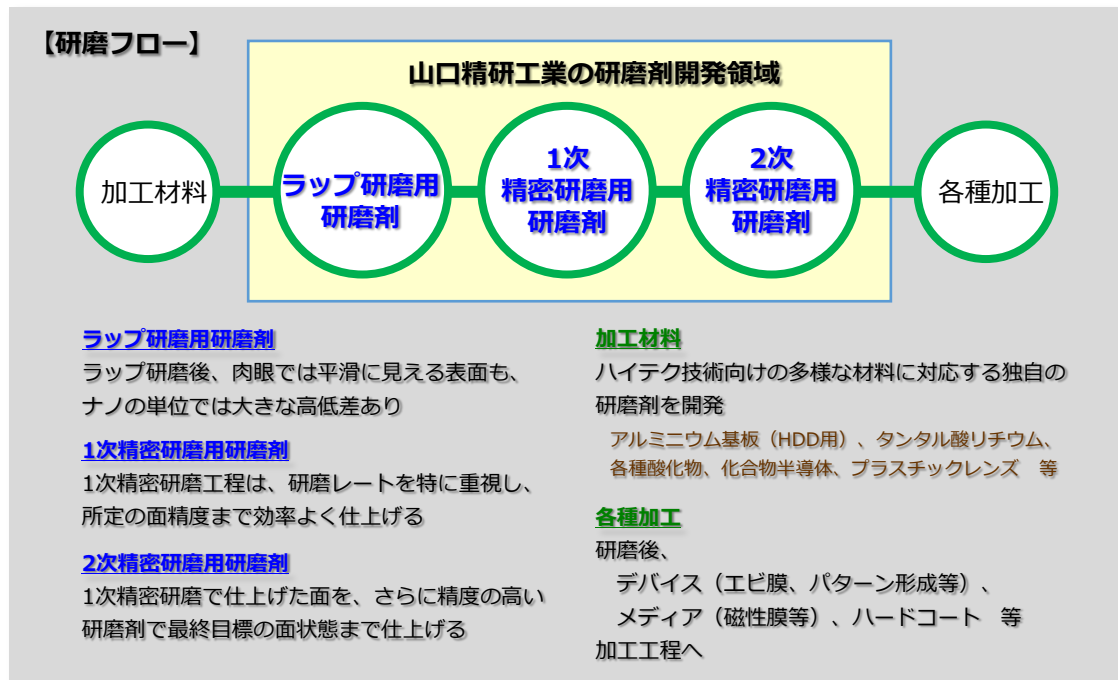 【研磨フロー】
山口精研工業の研磨剤開発領域
加工材料
ラップ研磨用
研磨剤
1次
精密研磨用
研磨剤
2次
精密研磨用
研磨剤
各種加工
ラップ研磨用研磨剤
ラップ研磨後、肉眼では平滑に見える表面も、
ナノの単位では大きな高低差あり
1次精密研磨用研磨剤
1次精密研磨工程は、研磨レートを特に重視し、
所定の面精度まで効率よく仕上げる
2次精密研磨用研磨剤
1次精密研磨で仕上げた面を、さらに精度の高い
研磨剤で最終目標の面状態まで仕上げる
加工材料
ハイテク技術向けの多様な材料に対応する独自の
研磨剤を開発
アルミニウム基板（HDD用）、タンタル酸リチウム、
各種酸化物、化合物半導体、プラスチックレンズ　等
各種加工
研磨後、
デバイス（エピ膜、パターン形成等）、
メディア（磁性膜等）、ハードコート　等
加工工程へ